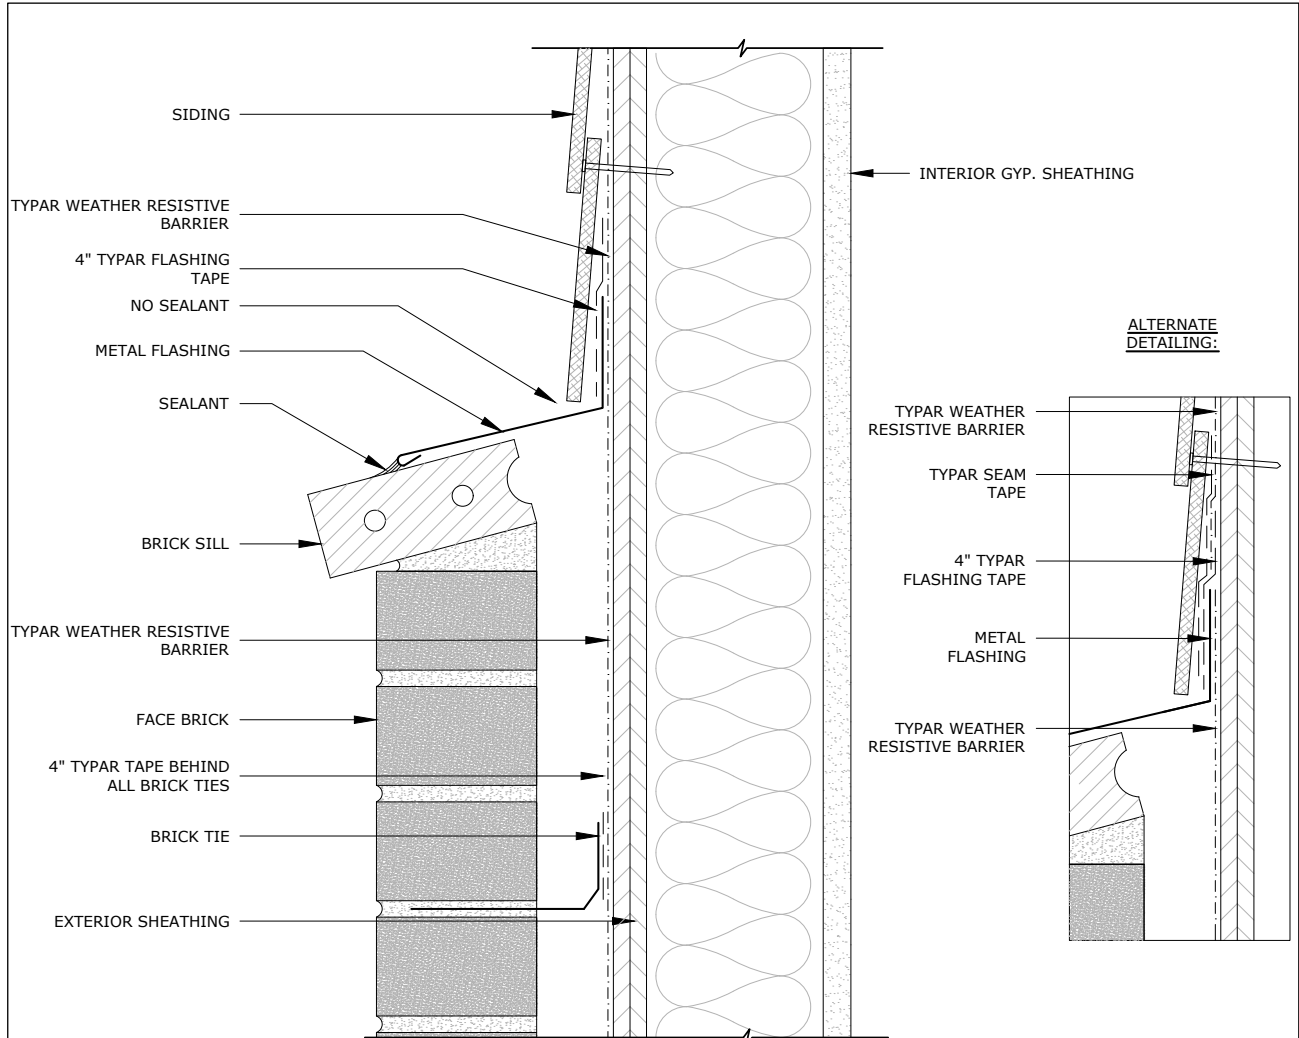 SIDING
TYPAR WEATHER RESISTIVE
BARRIER
4" TYPAR FLASHING
TAPE
NO SEALANT
METAL FLASHING
SEALANT
BRICK SILL
TYPAR WEATHER RESISTIVE
BARRIER
FACE BRICK
4" TYPAR TAPE BEHIND
ALL BRICK TIES
BRICK TIE
EXTERIOR SHEATHING
INTERIOR GYP. SHEATHING
ALTERNATE
DETAILING:
TYPAR WEATHER
RESISTIVE BARRIER
TYPAR SEAM
TAPE
4" TYPAR
FLASHING TAPE
METAL
FLASHING
TYPAR WEATHER
RESISTIVE BARRIER